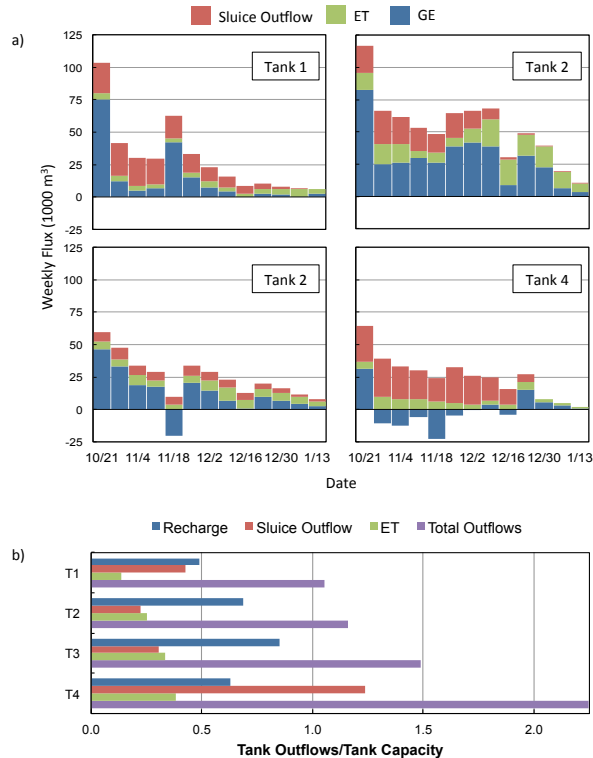 Sluice Outflow ET GE
a)
125
100
75
50
25
0
-25
Tank 1
Tank 2
Weekly Flux (1000 m³)
125
100
75
50
25
0
-25
Tank 2
Tank 4
10/21 11/4 11/18 12/2 12/16 12/30 1/13
10/21 11/4 11/18 12/2 12/16 12/30 1/13
Date
Recharge Sluice Outflow ET Total Outflows
b)
T1
T2
T3
T4
0.0 0.5 1.0 1.5 2.0
Tank Outflows/Tank Capacity